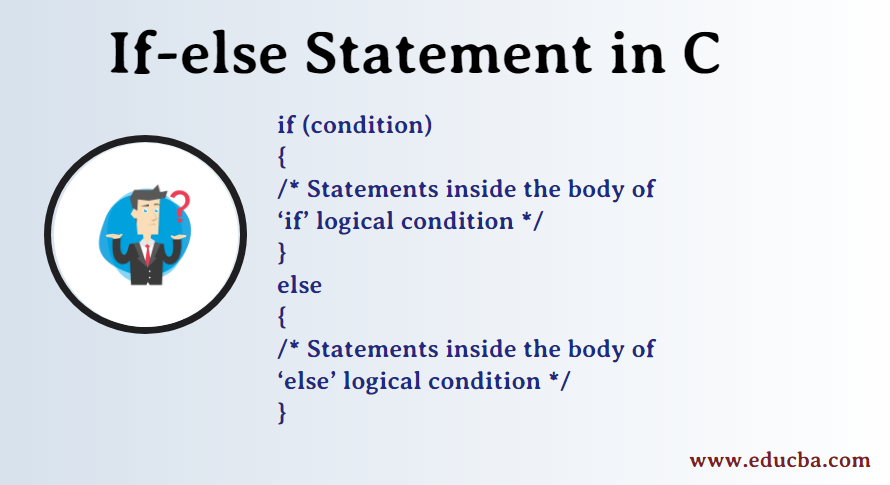 If-else Statement in C
if (condition)
{
/* Statements inside the body of
‘if’ logical condition */
}
else
{
/* Statements inside the body of
‘else’ logical condition */
}
?
www.educba.com